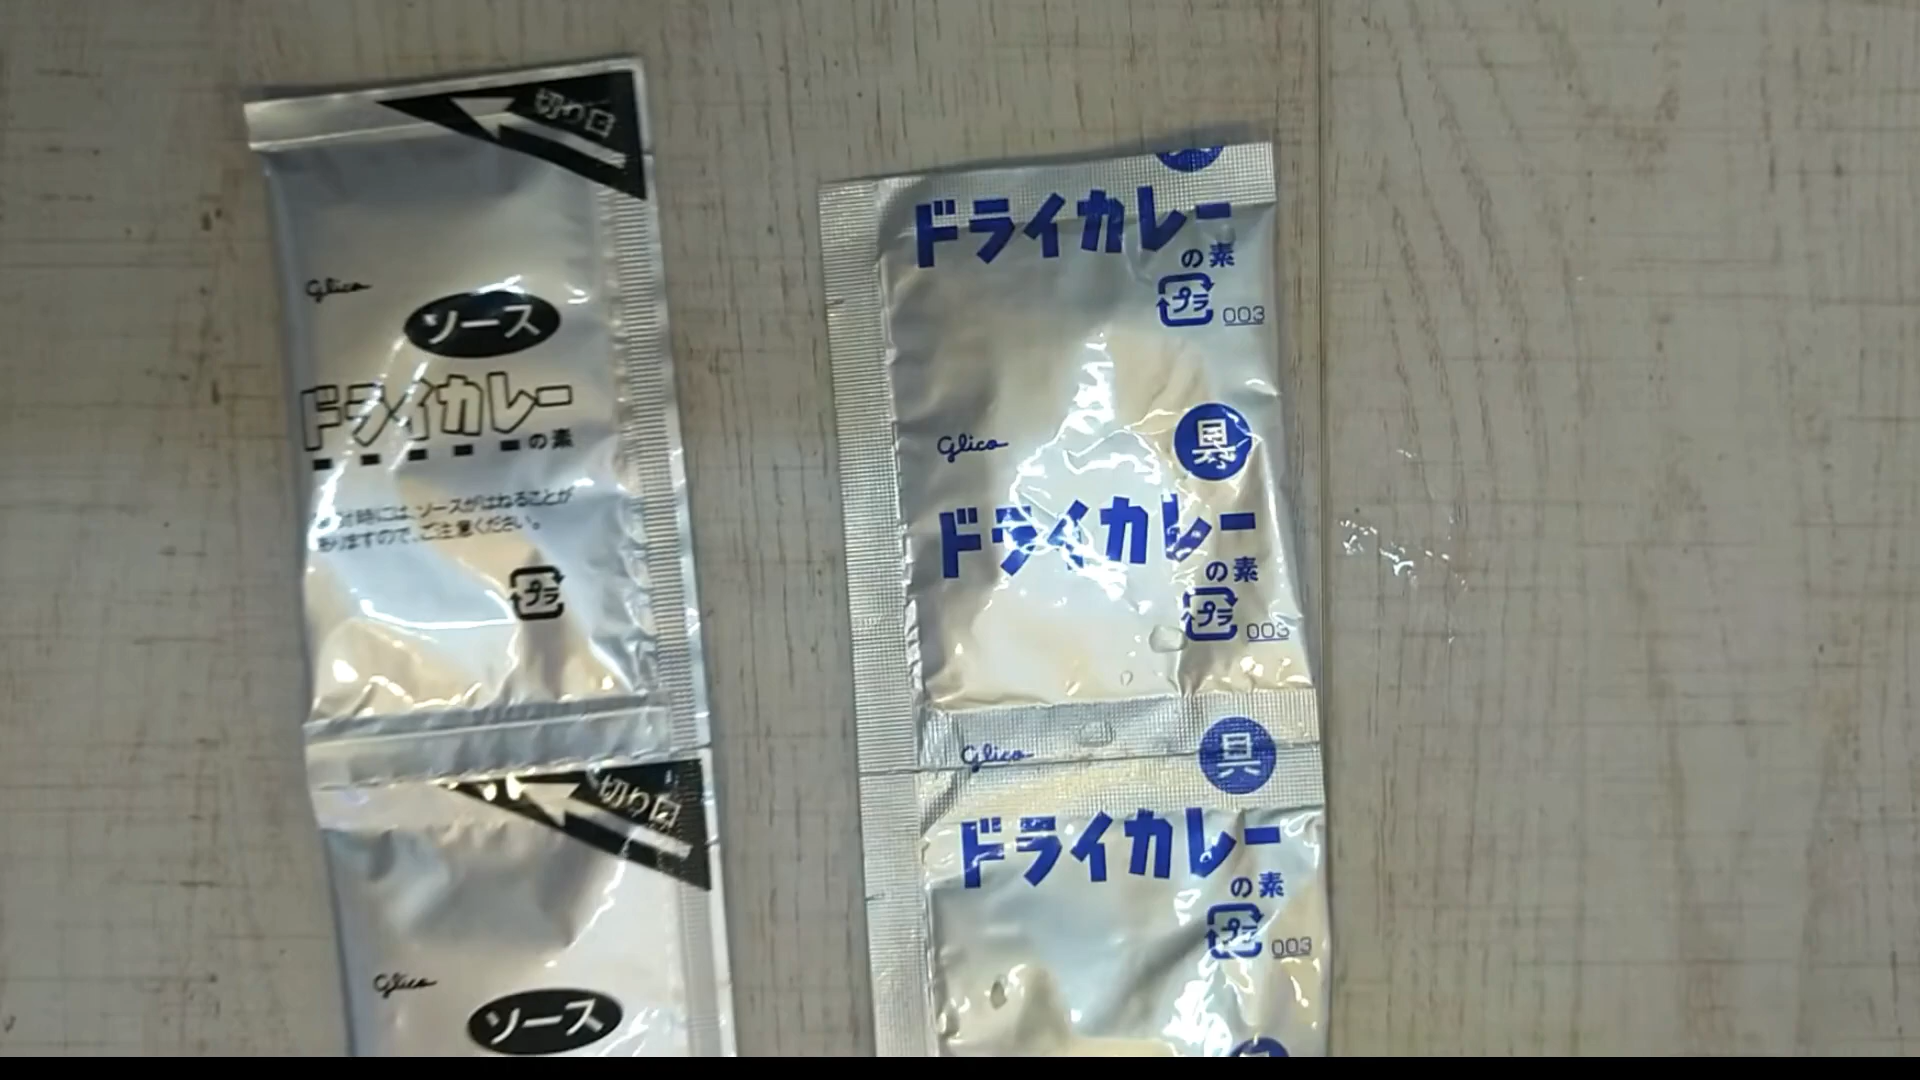 切り口
Glico
ソース
ドライカレー
の素
時には、ソースがはねることが
ありますので、ご注意ください。
プラ
切り口
Glico
ソース
ドライカレー
の素
プラ
003
Glico
具
ドライカレー
の素
プラ
003
Glico
具
ドライカレー
の素
プラ
003